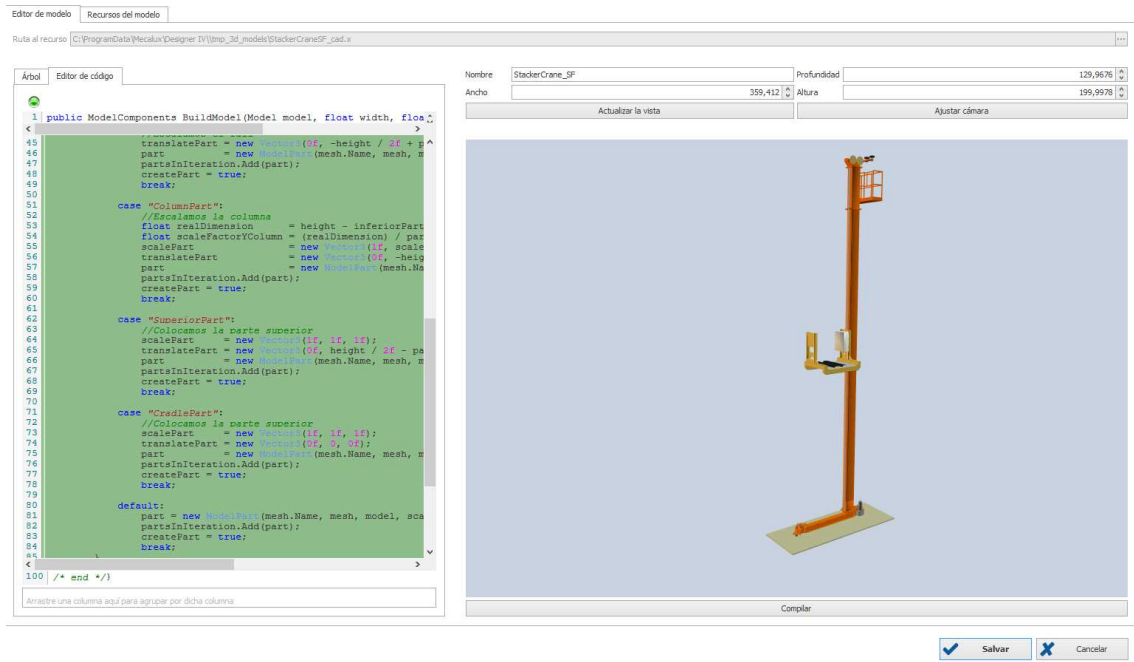 Editor de modelo Recursos del modelo
Ruta al recurso C:\ProgramData\Mecalux\Designer IV\\tmp_3d_models\StackerCraneSF_cad.x ...
Árbol Editor de código
Nombre StackerCrane_SF Profundidad 129,9676
Ancho 359,412 Altura 199,9978
Actualizar la vista Ajustar cámara
1 public ModelComponents BuildModel(Model model, float width, floa
45 translatePart = new Vector3(0f, -height / 2f + p
46 part = new ModelPart(mesh.Name, mesh, m
47 partsInIteration.Add(part);
48 createPart = true;
49 break;
50
51 case "ColumnPart":
52 //Escalamos la columna
53 float realDimension = height - inferiorPart
54 float scaleFactorYColumn = (realDimension) / par
55 scalePart = new Vector3(1f, scale
56 translatePart = new Vector3(0f, -heig
57 part = new ModelPart(mesh.Na
58 partsInIteration.Add(part);
59 createPart = true;
60 break;
61
62 case "SuperiorPart":
63 //Colocamos la parte superior
64 scalePart = new Vector3(1f, 1f, 1f);
65 translatePart = new Vector3(0f, height / 2f - pa
66 part = new ModelPart(mesh.Name, mesh, m
67 partsInIteration.Add(part);
68 createPart = true;
69 break;
70
71 case "CradlePart":
72 //Colocamos la parte superior
73 scalePart = new Vector3(1f, 1f, 1f);
74 translatePart = new Vector3(0f, 0, 0f);
75 part = new ModelPart(mesh.Name, mesh, m
76 partsInIteration.Add(part);
77 createPart = true;
78 break;
79
80 default:
81 part = new ModelPart(mesh.Name, mesh, model, sca
82 partsInIteration.Add(part);
83 createPart = true;
84 break;
85 }
100 /* end */}
Arrastre una columna aquí para agrupar por dicha columna
Compilar
Salvar Cancelar